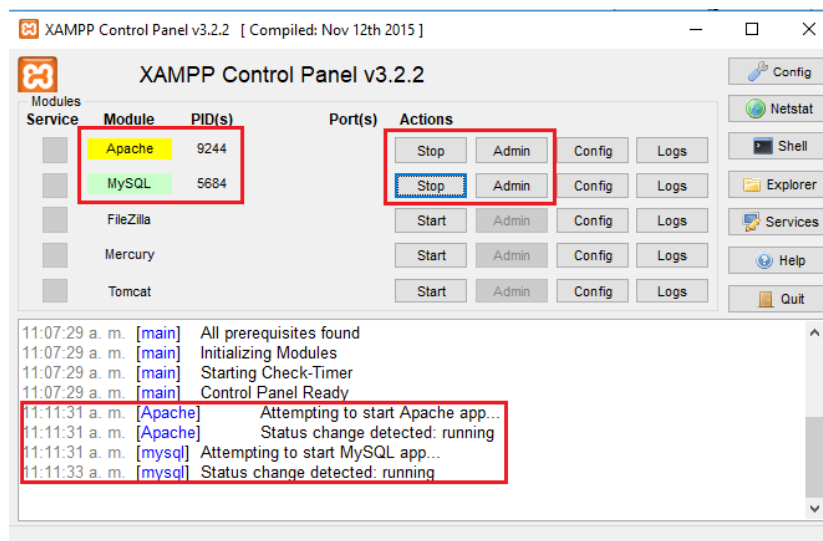 XAMPP Control Panel v3.2.2 [ Compiled: Nov 12th 2015 ]
XAMPP Control Panel v3.2.2
Config
Modules
Service Module PID(s) Port(s) Actions
Netstat
Apache 9244 Stop Admin Config Logs
Shell
MySQL 5684 Stop Admin Config Logs
Explorer
FileZilla Start Admin Config Logs
Services
Mercury Start Admin Config Logs
Help
Tomcat Start Admin Config Logs
Quit
11:07:29 a. m. [main] All prerequisites found
11:07:29 a. m. [main] Initializing Modules
11:07:29 a. m. [main] Starting Check-Timer
11:07:29 a. m. [main] Control Panel Ready
11:11:31 a. m. [Apache] Attempting to start Apache app...
11:11:31 a. m. [Apache] Status change detected: running
11:11:31 a. m. [mysql] Attempting to start MySQL app...
11:11:33 a. m. [mysql] Status change detected: running